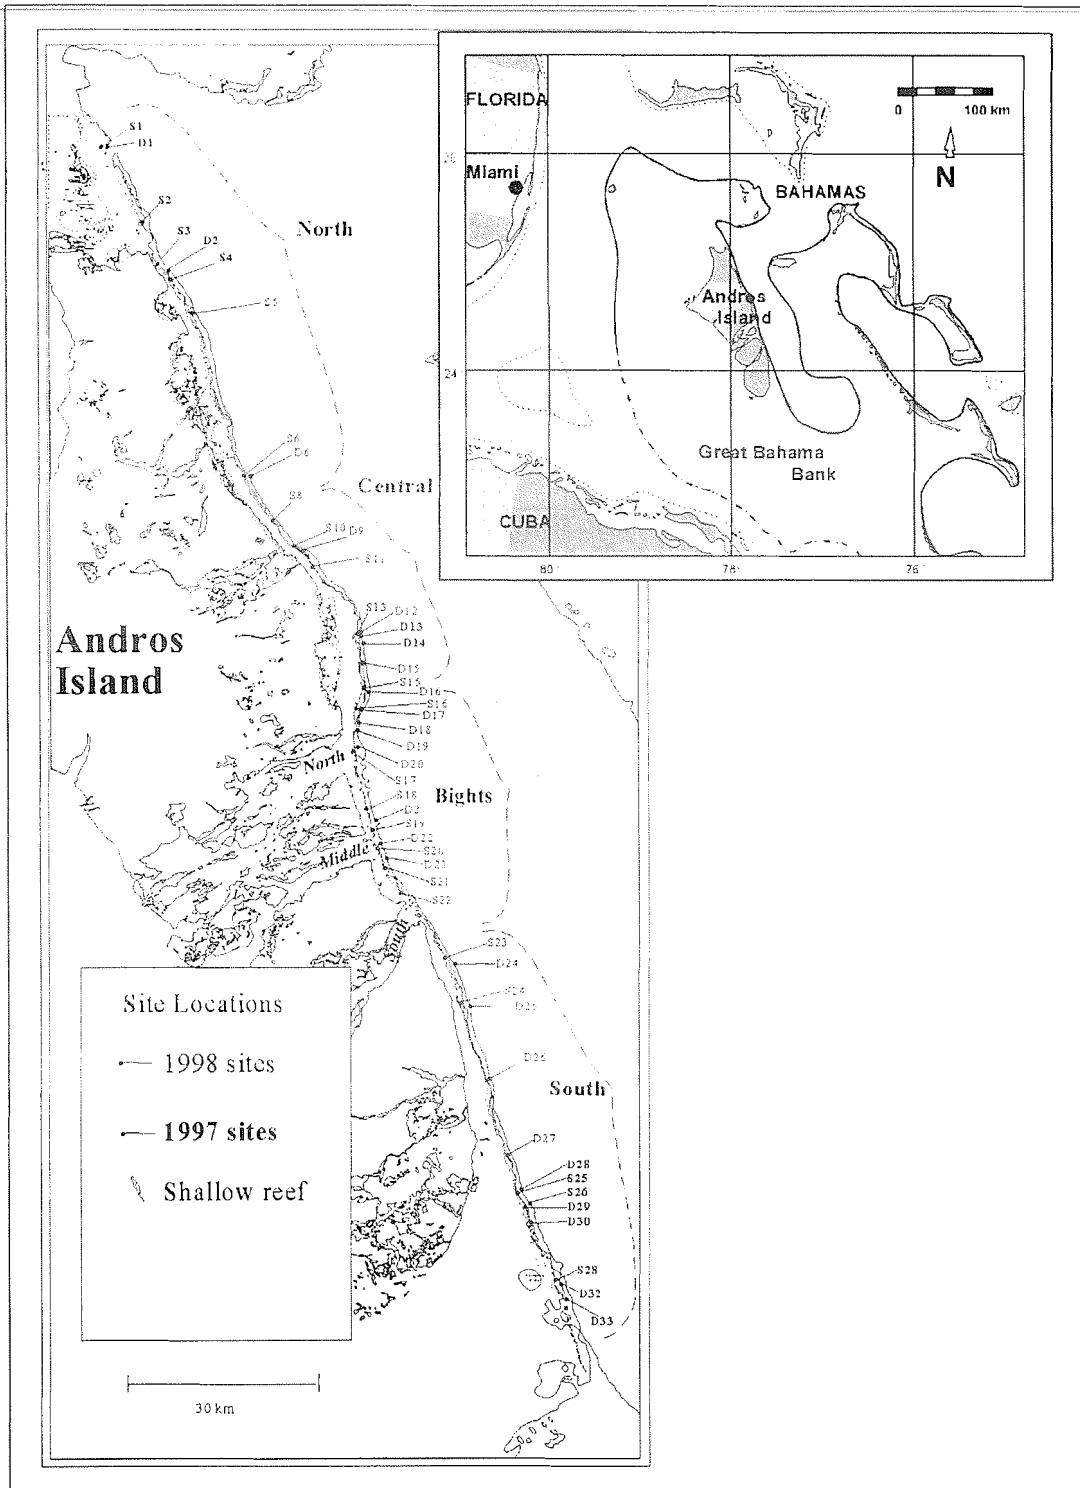 S1
D1
S2
S3
D2
S4
North
S6
D6
Central
S8
S10
D9
S11
Andros
Island
S13
D12
D13
D14
D15
S15
D16
S16
D17
D18
D19
D20
North
S17
Bights
S18
S19
D22
Middle
S21
S22
South
S23
D24
S24
D26
South
D27
D28
S25
S26
D29
D30
S28
D32
D33
Site Locations
1998 sites
1997 sites
Shallow reef
30 km
FLORIDA
0 100 km
N
Miami
BAHAMAS
Andros
Island
24
Great Bahama
Bank
CUBA
80 78 76